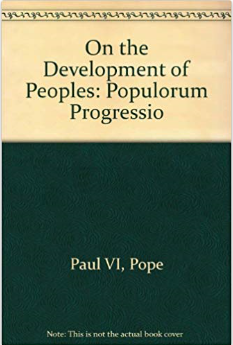 On the
Development of
Peoples: Populorum
Progressio
Paul VI, Pope
Note: This is not the actual book cover